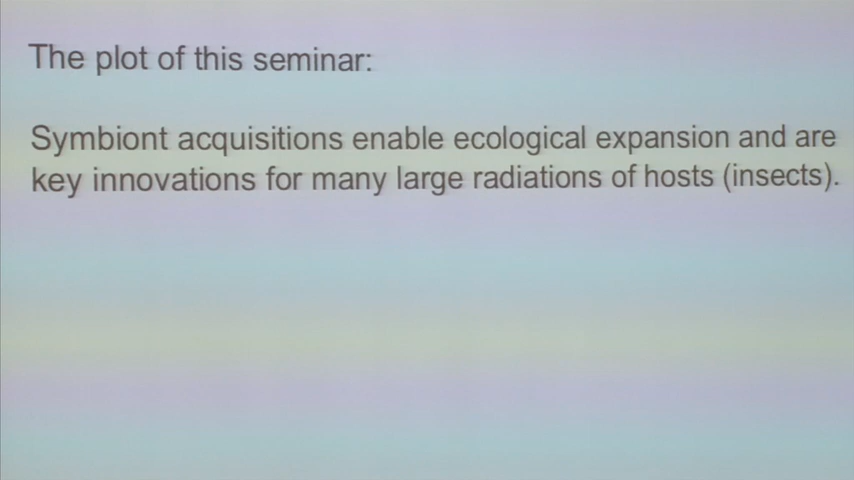 The plot of this seminar:
Symbiont acquisitions enable ecological expansion and are
key innovations for many large radiations of hosts (insects).